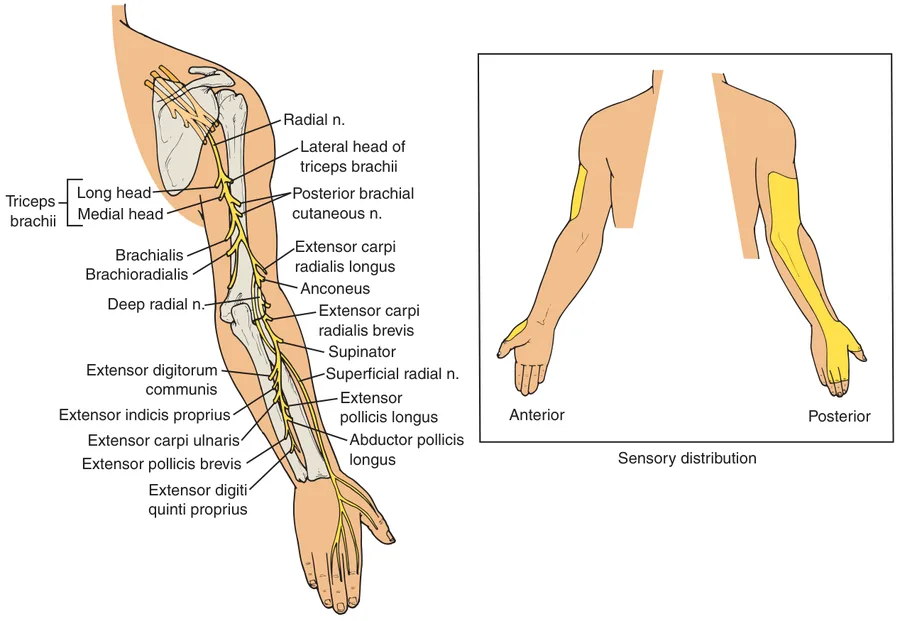 Radial n.
Lateral head of
triceps brachii
Triceps
brachii
Long head
Medial head
Posterior brachial
cutaneous n.
Brachialis
Brachioradialis
Extensor carpi
radialis longus
Anconeus
Deep radial n.
Extensor carpi
radialis brevis
Supinator
Extensor digitorum
communis
Superficial radial n.
Extensor indicis proprius
Extensor
pollicis longus
Extensor carpi ulnaris
Abductor pollicis
longus
Extensor pollicis brevis
Extensor digiti
quinti proprius
Anterior
Posterior
Sensory distribution